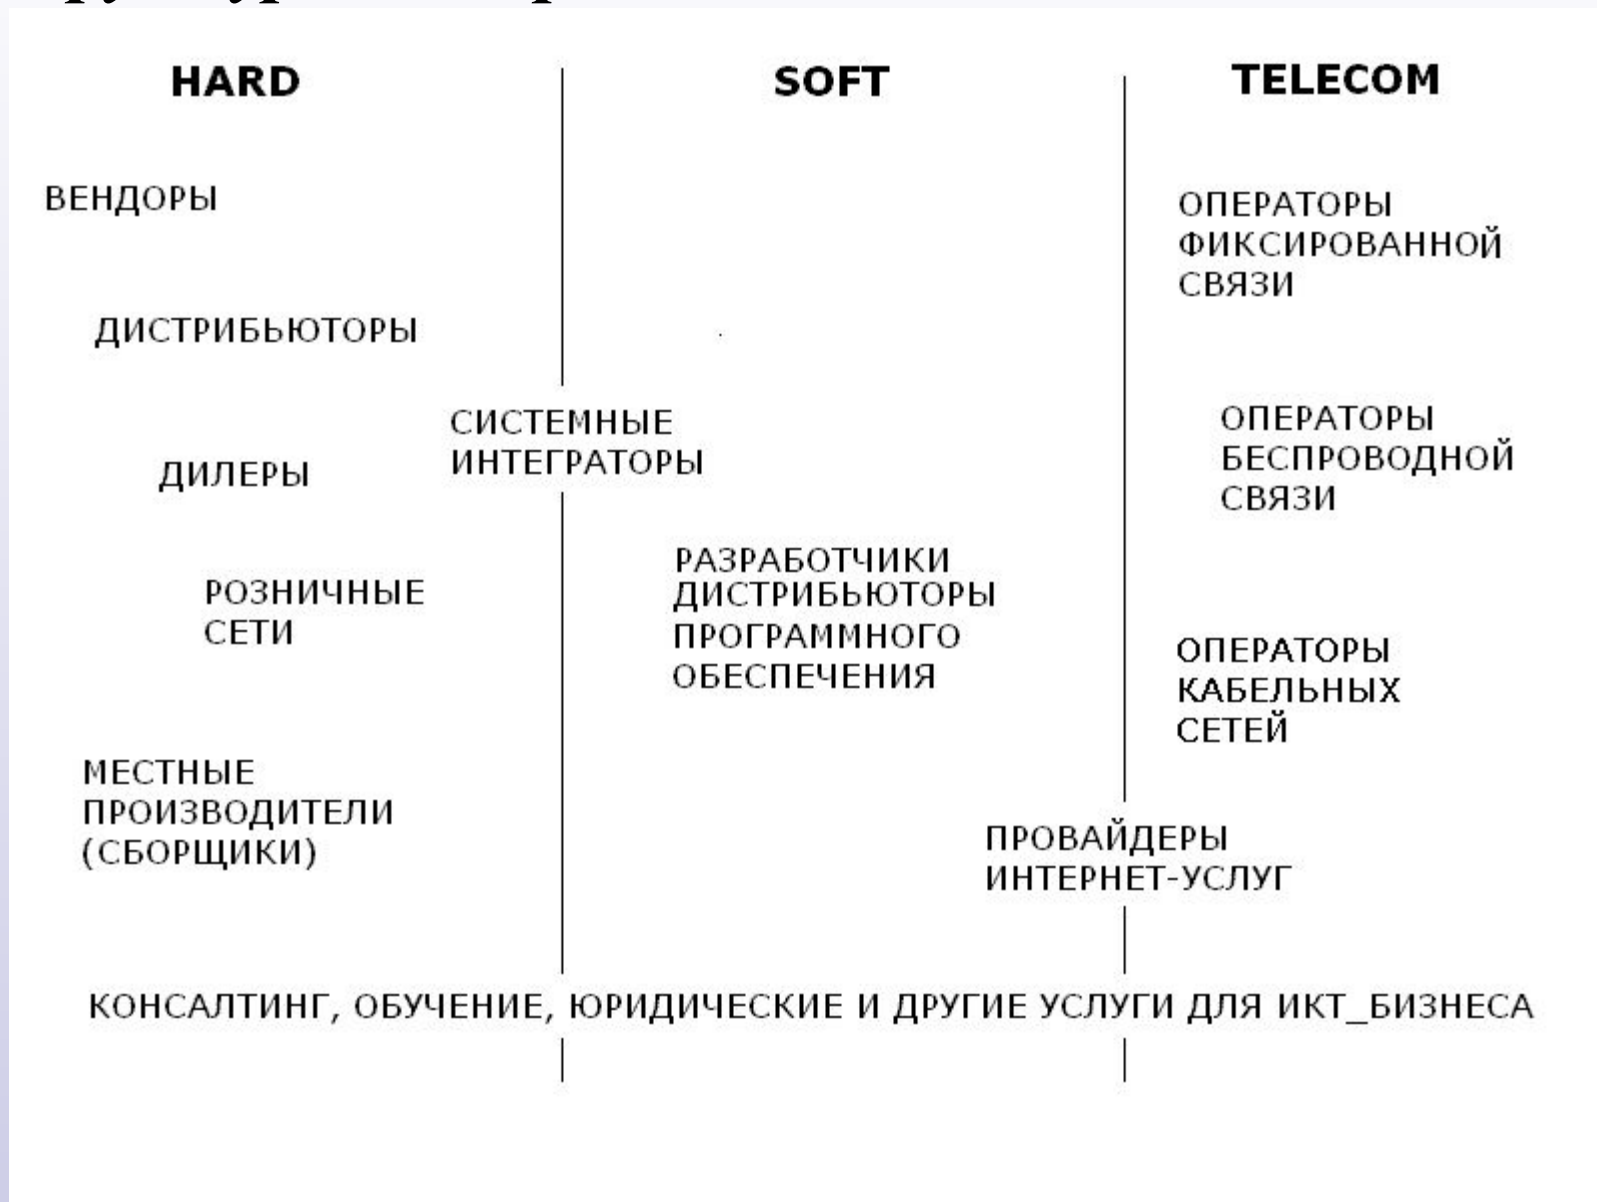 HARD
SOFT
TELECOM
ВЕНДОРЫ
ДИСТРИБЬЮТОРЫ
ДИЛЕРЫ
РОЗНИЧНЫЕ
СЕТИ
МЕСТНЫЕ
ПРОИЗВОДИТЕЛИ
(СБОРЩИКИ)
СИСТЕМНЫЕ
ИНТЕГРАТОРЫ
РАЗРАБОТЧИКИ
ДИСТРИБЬЮТОРЫ
ПРОГРАММНОГО
ОБЕСПЕЧЕНИЯ
ОПЕРАТОРЫ
ФИКСИРОВАННОЙ
СВЯЗИ
ОПЕРАТОРЫ
БЕСПРОВОДНОЙ
СВЯЗИ
ОПЕРАТОРЫ
КАБЕЛЬНЫХ
СЕТЕЙ
ПРОВАЙДЕРЫ
ИНТЕРНЕТ-УСЛУГ
КОНСАЛТИНГ, ОБУЧЕНИЕ, ЮРИДИЧЕСКИЕ И ДРУГИЕ УСЛУГИ ДЛЯ ИКТ_БИЗНЕСА